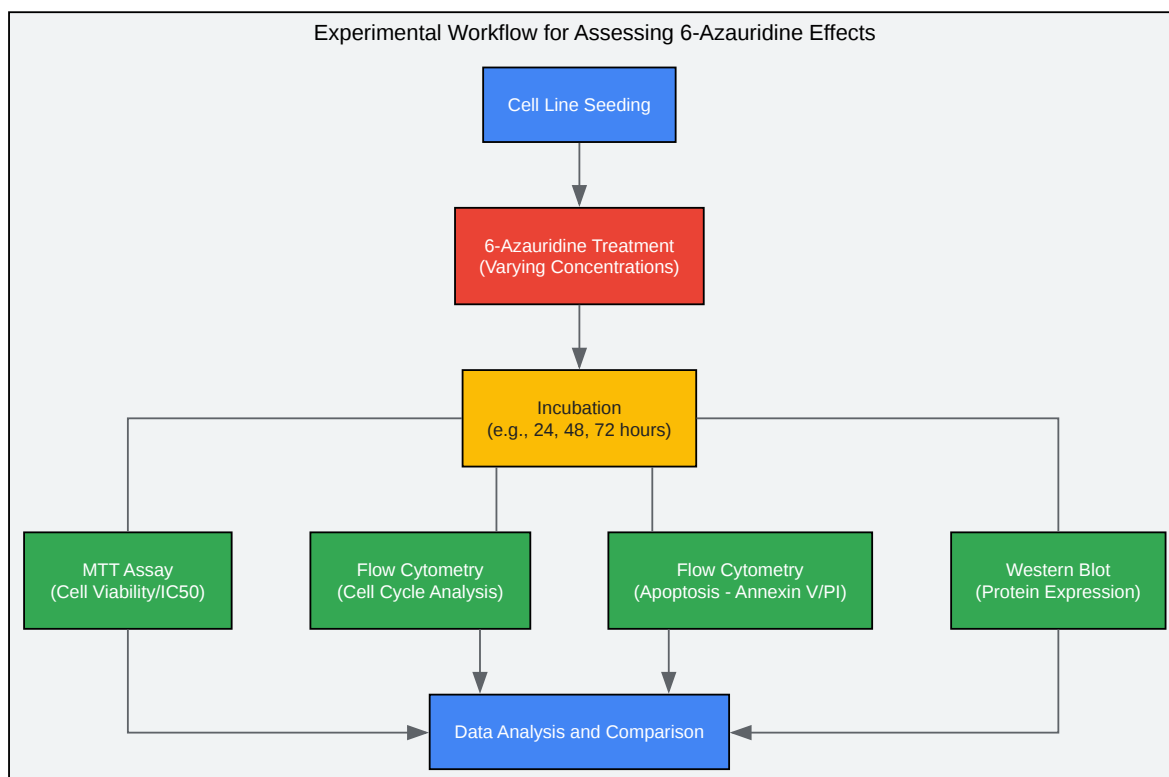 Experimental Workflow for Assessing 6-Azauridine Effects
Cell Line Seeding
6-Azauridine Treatment
(Varying Concentrations)
Incubation
(e.g., 24, 48, 72 hours)
MTT Assay
(Cell Viability/IC50)
Flow Cytometry
(Cell Cycle Analysis)
Flow Cytometry
(Apoptosis - Annexin V/PI)
Western Blot
(Protein Expression)
Data Analysis and Comparison